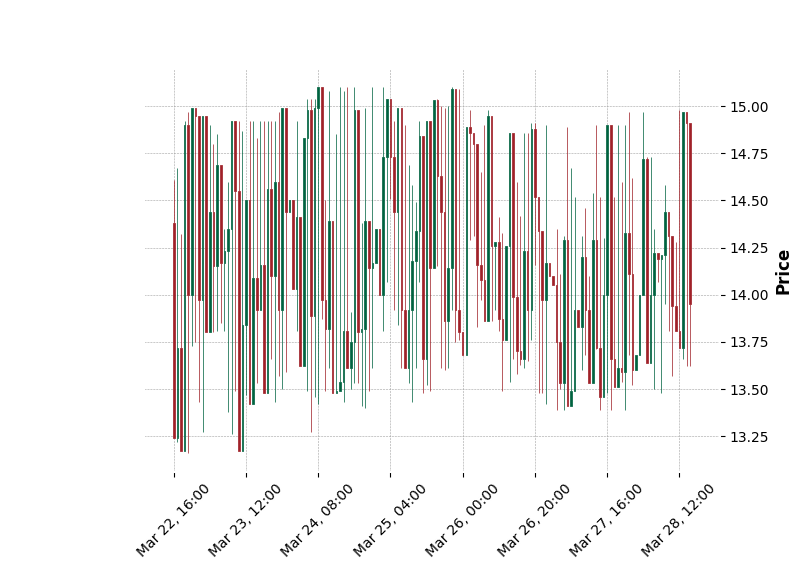 15.00
14.75
14.50
14.25
14.00
13.75
13.50
13.25
Price
Mar 22, 16:00
Mar 23, 12:00
Mar 24, 08:00
Mar 25, 04:00
Mar 26, 00:00
Mar 26, 20:00
Mar 27, 16:00
Mar 28, 12:00